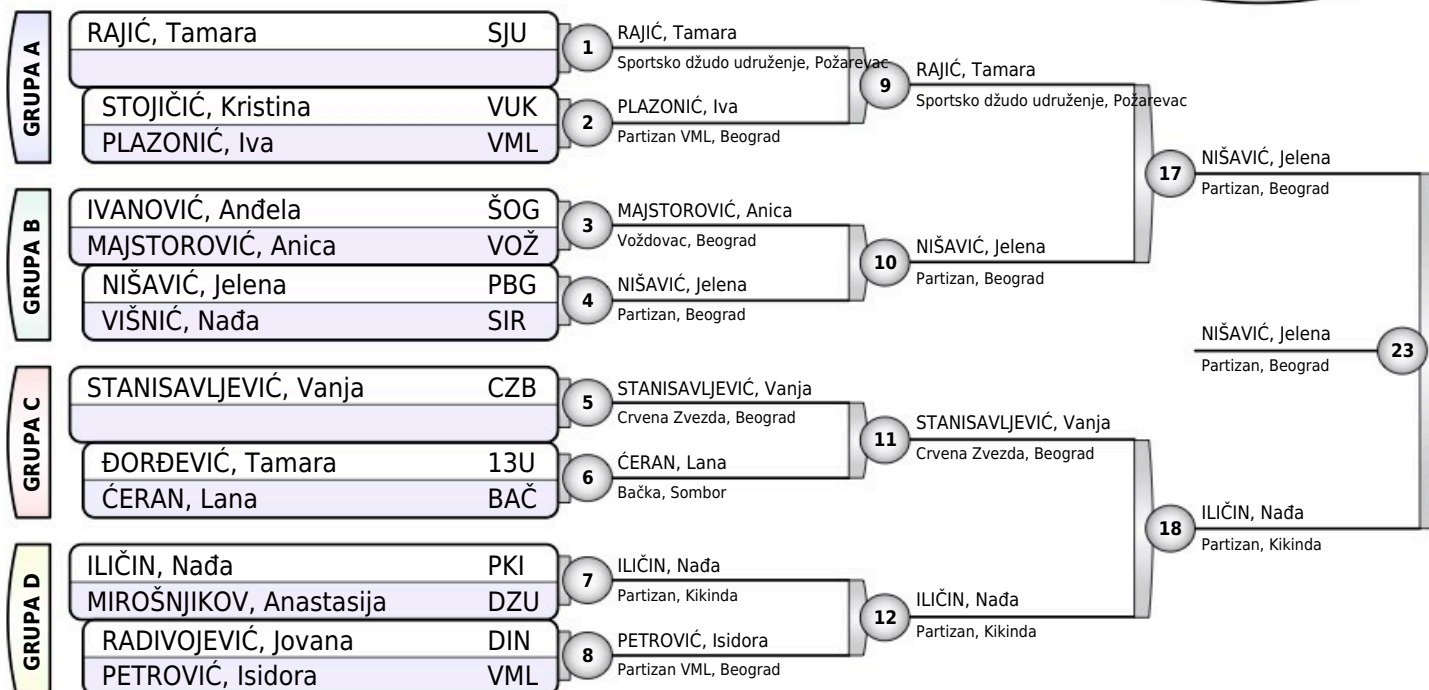 GRUPA A
RAJIĆ, Tamara SJU
STOJIČIĆ, Kristina VUK
PLAZONIĆ, Iva VML
GRUPA B
IVANOVIĆ, Anđela ŠOG
MAJSTOROVIĆ, Anica VOŽ
NIŠAVIĆ, Jelena PBG
VIŠNIĆ, Nađa SIR
GRUPA C
STANISAVLJEVIĆ, Vanja CZB
ĐORĐEVIĆ, Tamara 13U
ĆERAN, Lana BAČ
GRUPA D
ILIČIN, Nađa PKI
MIROŠNJIKOV, Anastasija DZU
RADIVOJEVIĆ, Jovana DIN
PETROVIĆ, Isidora VML
1
RAJIĆ, Tamara
Sportsko džudo udruženje, Požarevac
2
PLAZONIĆ, Iva
Partizan VML, Beograd
3
MAJSTOROVIĆ, Anica
Voždovac, Beograd
4
NIŠAVIĆ, Jelena
Partizan, Beograd
5
STANISAVLJEVIĆ, Vanja
Crvena Zvezda, Beograd
6
ĆERAN, Lana
Bačka, Sombor
7
ILIČIN, Nađa
Partizan, Kikinda
8
PETROVIĆ, Isidora
Partizan VML, Beograd
9
RAJIĆ, Tamara
Sportsko džudo udruženje, Požarevac
10
NIŠAVIĆ, Jelena
Partizan, Beograd
11
STANISAVLJEVIĆ, Vanja
Crvena Zvezda, Beograd
12
ILIČIN, Nađa
Partizan, Kikinda
17
NIŠAVIĆ, Jelena
Partizan, Beograd
18
ILIČIN, Nađa
Partizan, Kikinda
NIŠAVIĆ, Jelena
Partizan, Beograd
23